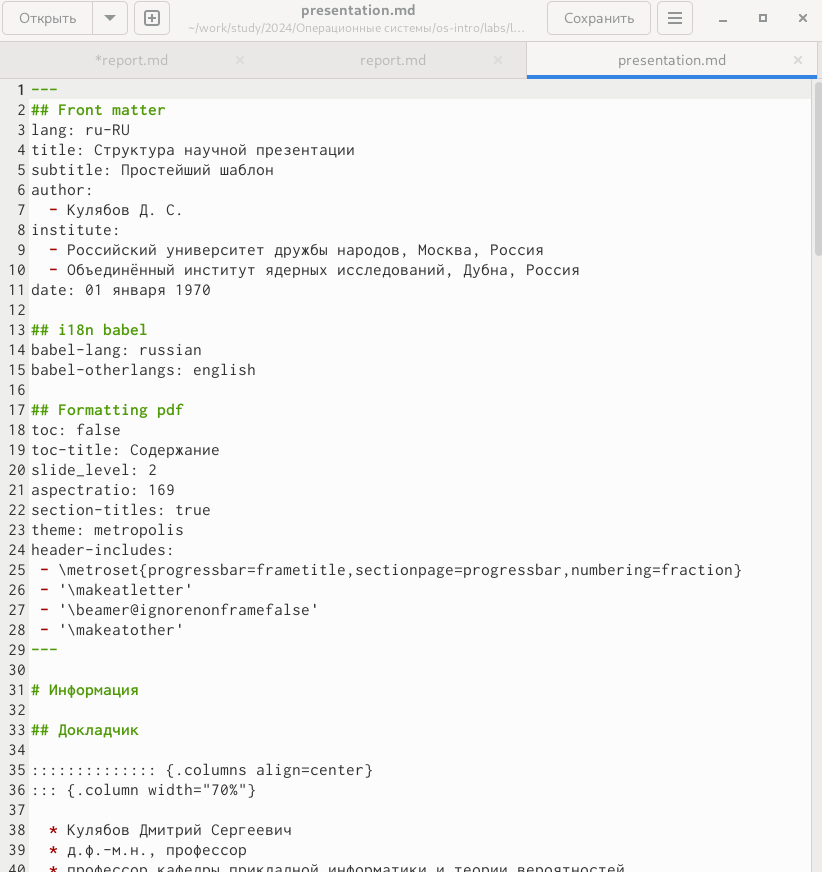 Открыть
presentation.md
~/work/study/2024/Операционные системы/os-intro/labs/l...
Сохранить
*report.md
report.md
presentation.md
1 ---
2 ## Front matter
3 lang: ru-RU
4 title: Структура научной презентации
5 subtitle: Простейший шаблон
6 author:
7   - Кулябов Д. С.
8 institute:
9   - Российский университет дружбы народов, Москва, Россия
10   - Объединённый институт ядерных исследований, Дубна, Россия
11 date: 01 января 1970
12
13 ## i18n babel
14 babel-lang: russian
15 babel-otherlangs: english
16
17 ## Formatting pdf
18 toc: false
19 toc-title: Содержание
20 slide_level: 2
21 aspectratio: 169
22 section-titles: true
23 theme: metropolis
24 header-includes:
25  - \metroset{progressbar=frametitle,sectionpage=progressbar,numbering=fraction}
26  - '\makeatletter'
27  - '\beamer@ignorenonframefalse'
28  - '\makeatother'
29 ---
30
31 # Информация
32
33 ## Докладчик
34
35 :::::::::::::: {.columns align=center}
36 ::: {.column width="70%"}
37
38   * Кулябов Дмитрий Сергеевич
39   * д.ф.-м.н., профессор
40   * профессор кафедры прикладной информатики и теории вероятностей